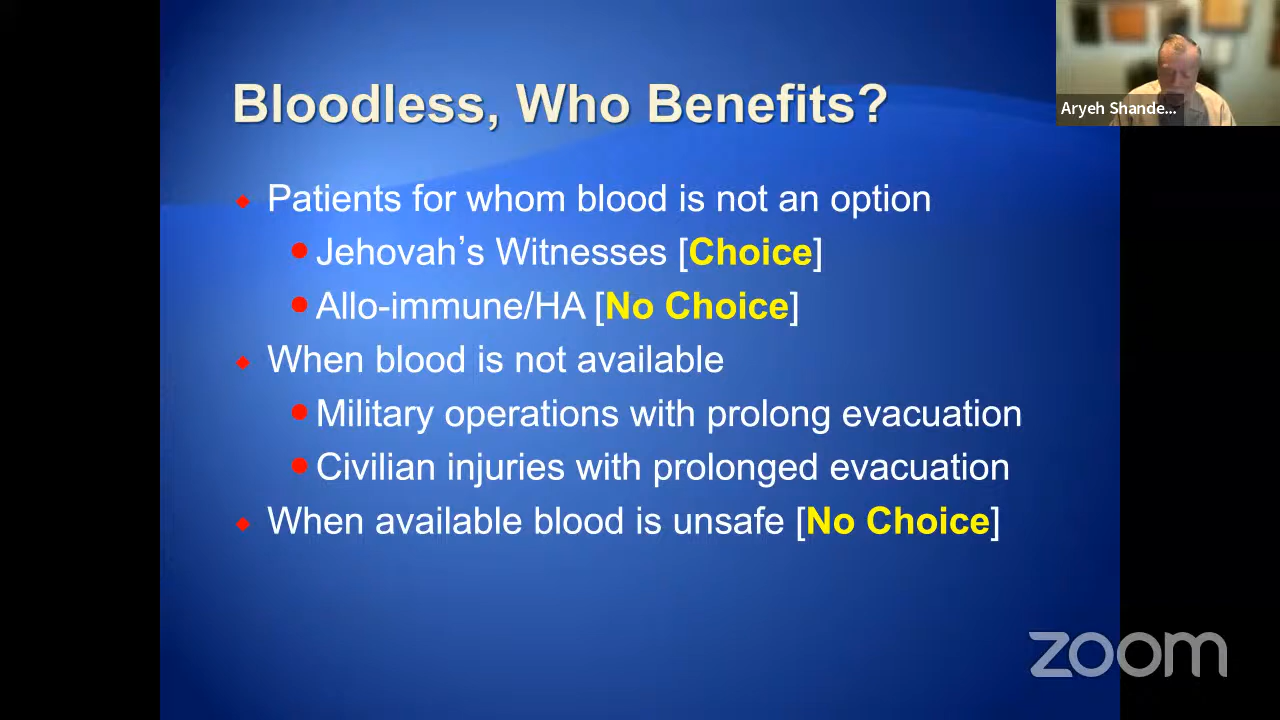 Bloodless, Who Benefits?
Aryeh Shande...
Patients for whom blood is not an option
Jehovah’s Witnesses [Choice]
Allo-immune/HA [No Choice]
When blood is not available
Military operations with prolong evacuation
Civilian injuries with prolonged evacuation
When available blood is unsafe [No Choice]
zoom